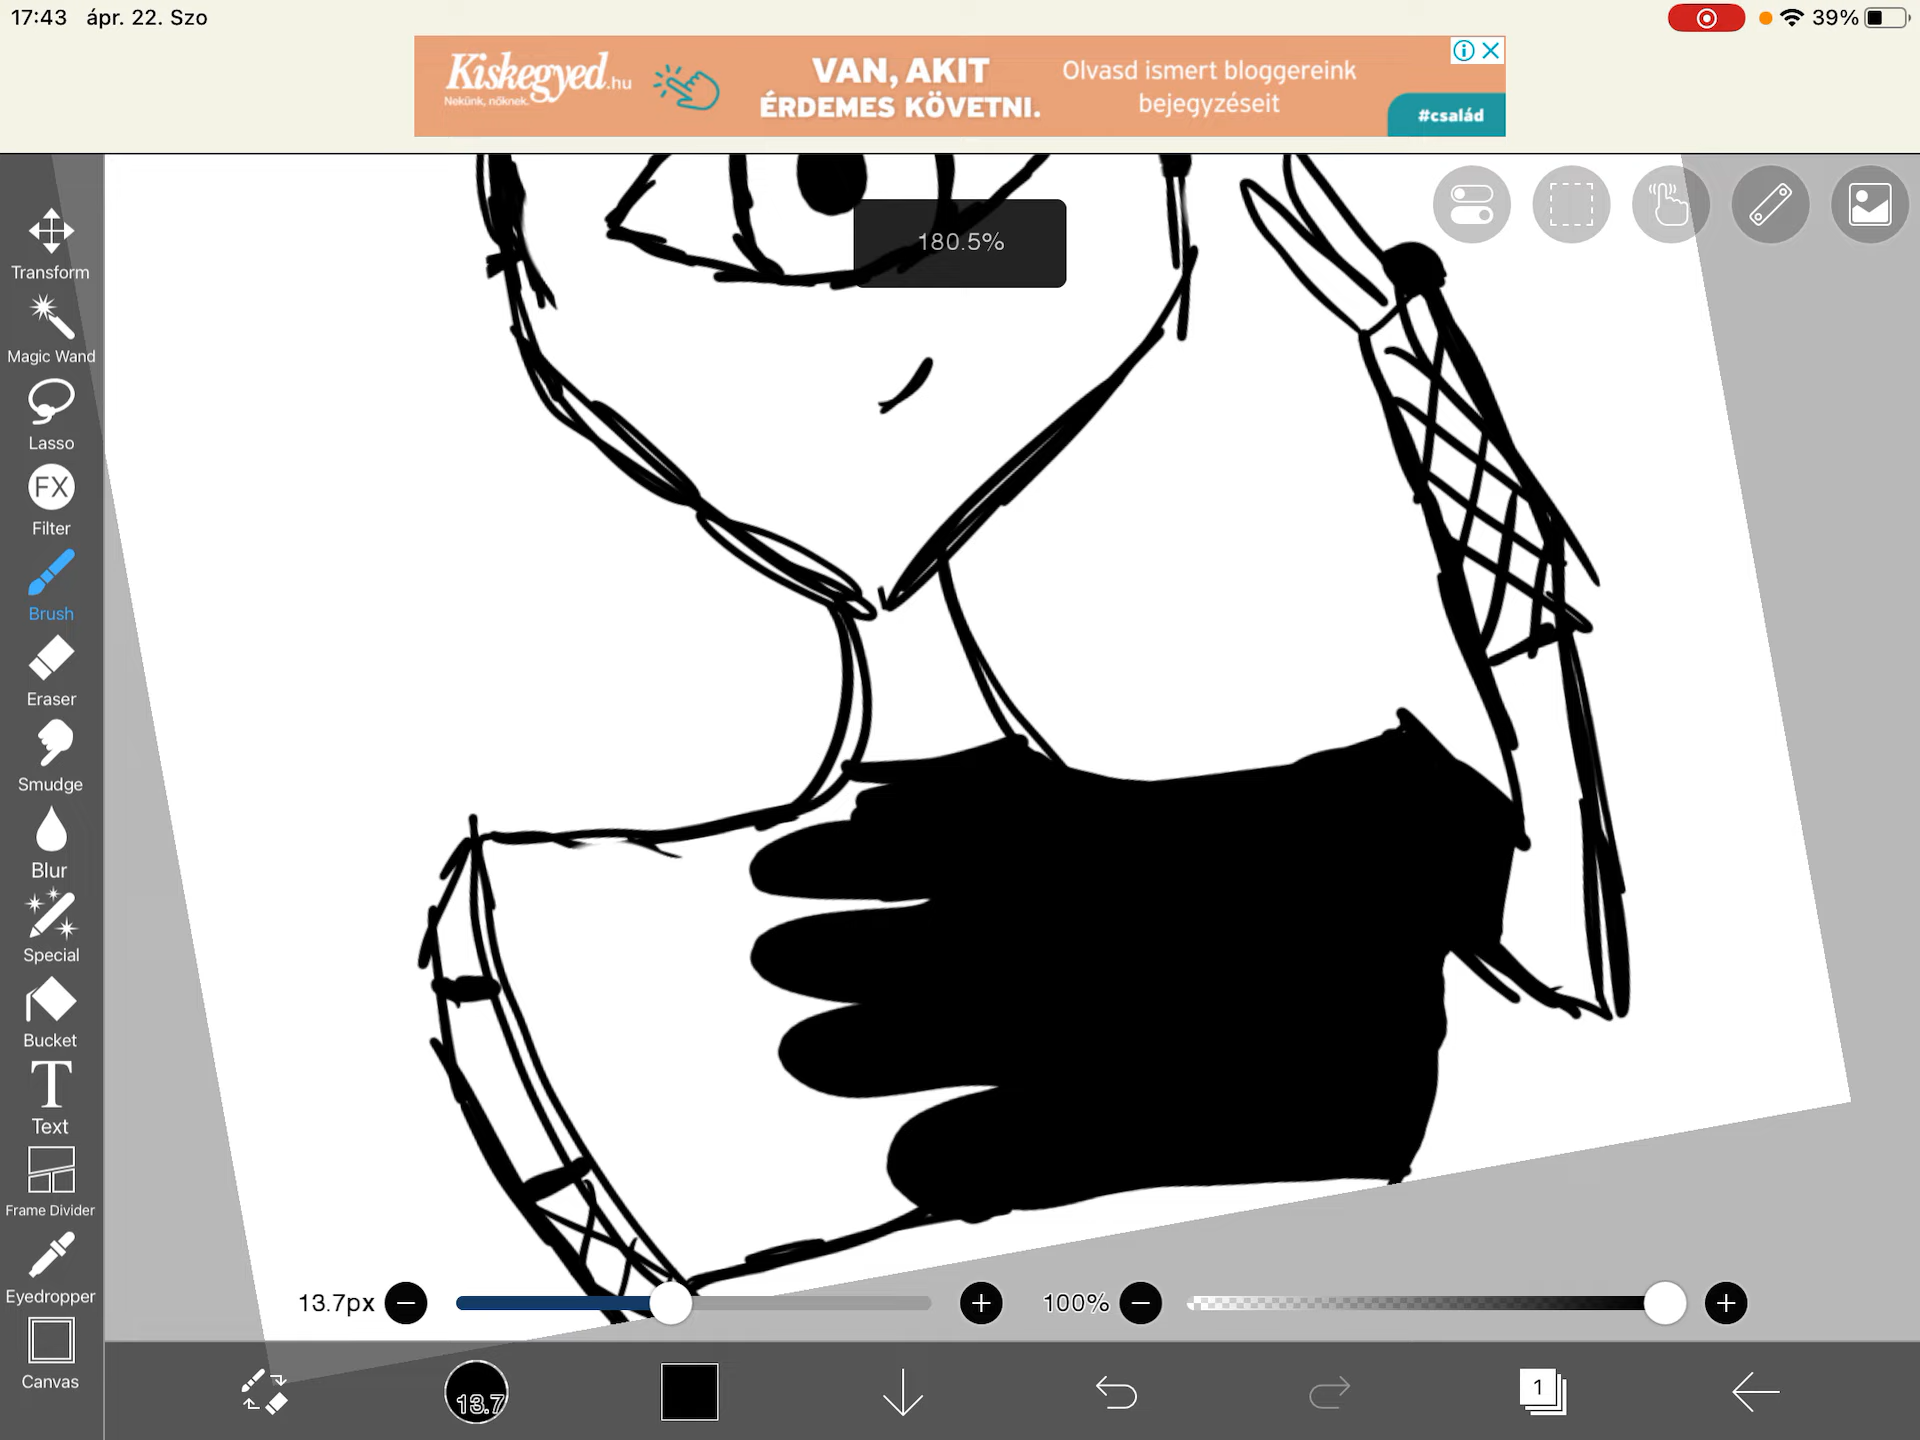 17:43 ápr. 22. Szo
39%
Kiskegyed.hu
Nekünk, nőknek.
VAN, AKIT
ÉRDEMES KÖVETNI.
Olvasd ismert bloggereink
bejegyzéseit
#család
180.5%
Transform
Magic Wand
Lasso
FX
Filter
Brush
Eraser
Smudge
Blur
Special
Bucket
T
Text
Frame Divider
Eyedropper
Canvas
13.7px
100%
13.7
1